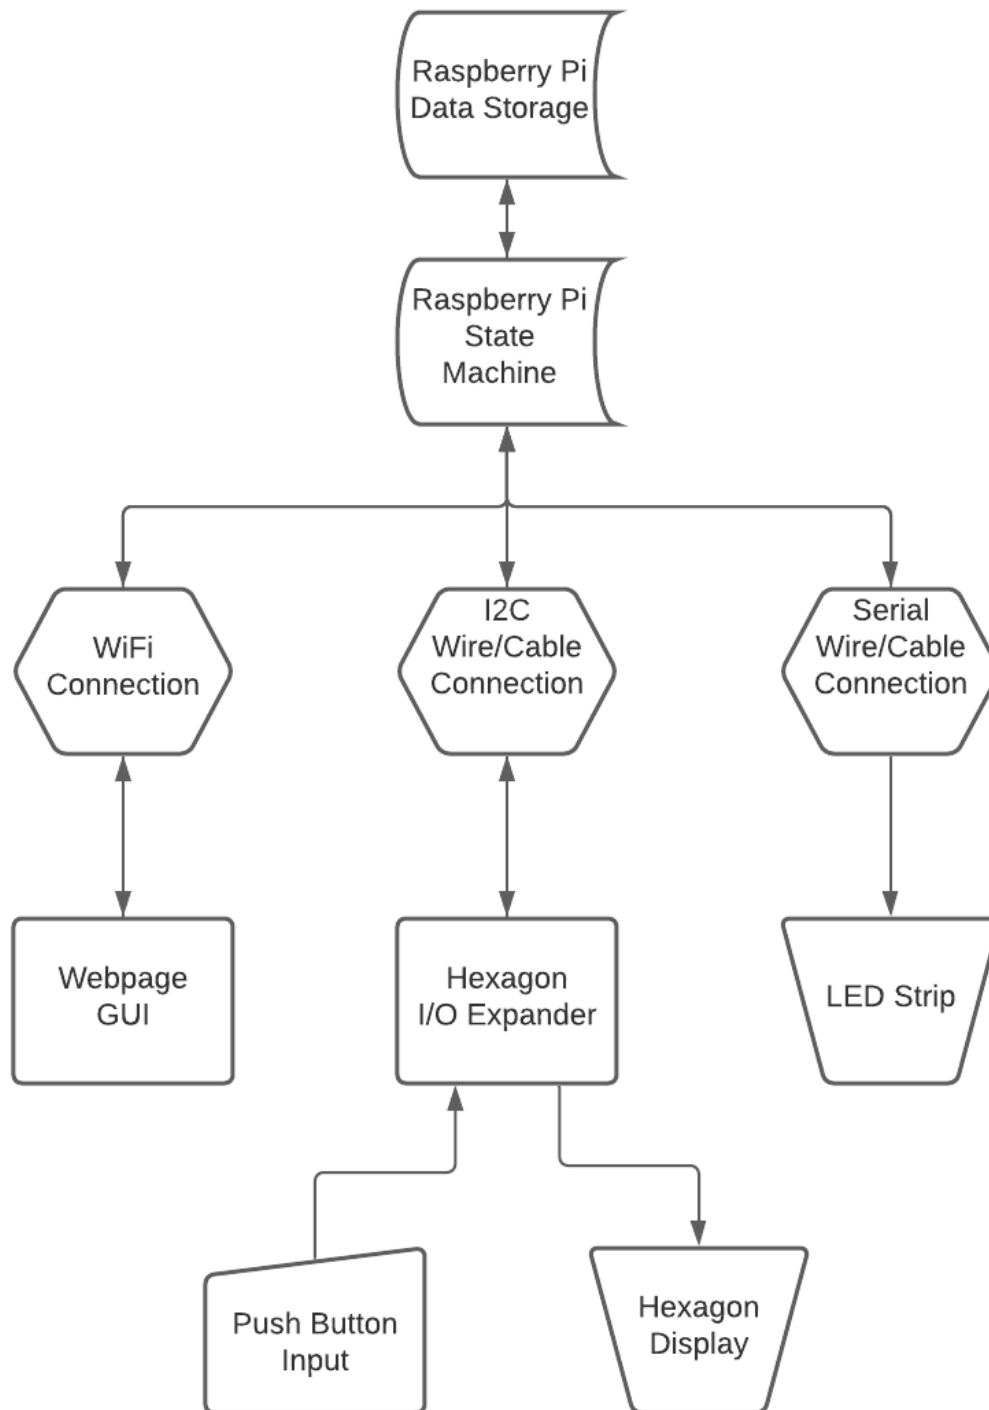 Raspberry Pi
Data Storage
Raspberry Pi
State
Machine
WiFi
Connection
I2C
Wire/Cable
Connection
Serial
Wire/Cable
Connection
Webpage
GUI
Hexagon
I/O Expander
LED Strip
Push Button
Input
Hexagon
Display